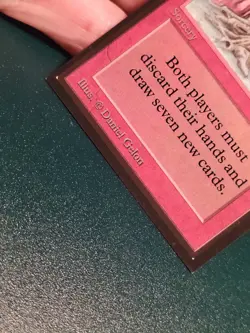 Sorcery
Both players must
discard their hands and
draw seven new cards.
Illus. © Daniel Gelon